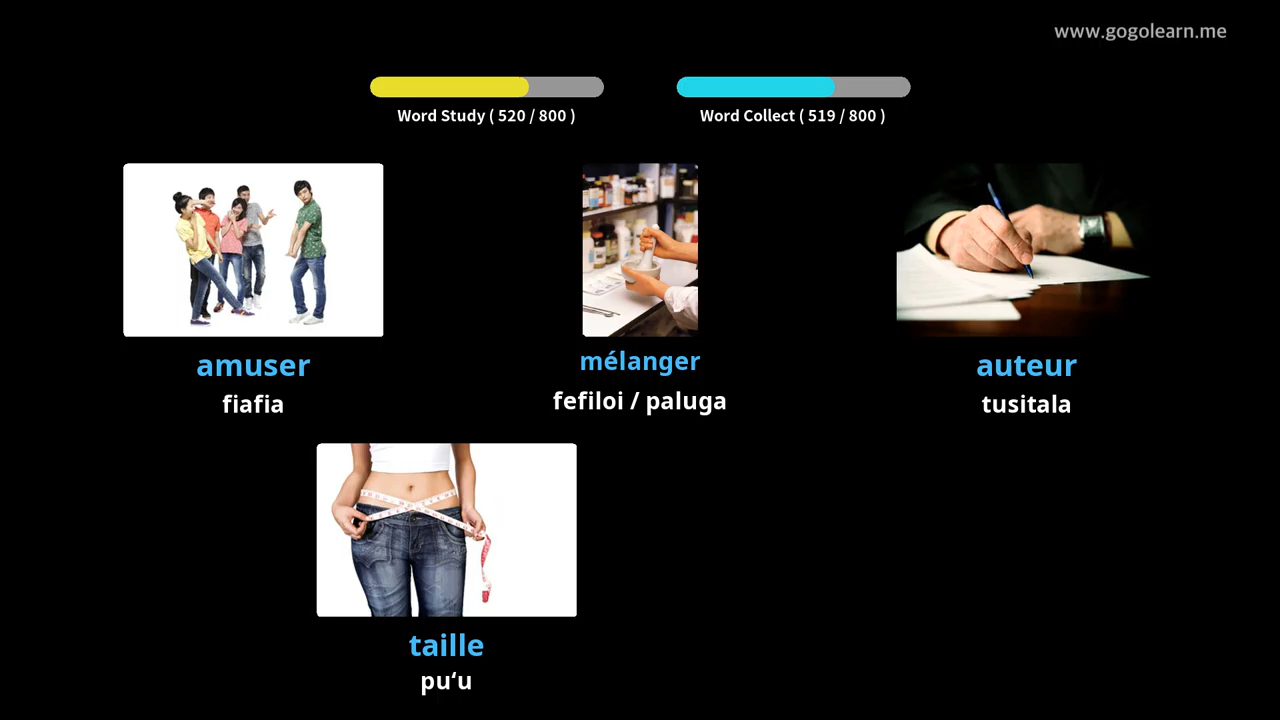 www.gogolearn.me
Word Study ( 520 / 800 )
Word Collect ( 519 / 800 )
amuser
fiafia
mélanger
fefiloi / paluga
auteur
tusitala
taille
puʻu